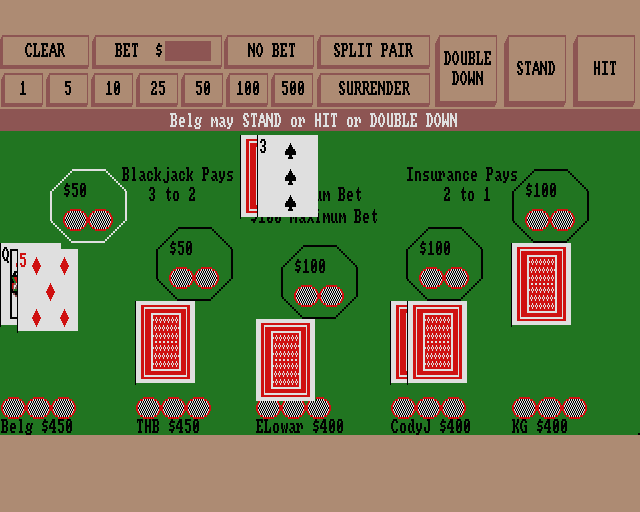 CLEAR BET $ NO BET SPLIT PAIR DOUBLE DOWN STAND HIT
1 5 10 25 50 100 500 SURRENDER
Belg may STAND or HIT or DOUBLE DOWN
3
Blackjack Pays
3 to 2
Bet
$100 Maximum Bet
Insurance Pays
2 to 1
$50
$50
$100
$100
$100
Q
5
Belg $450 THB $450 ELowar $400 CodyJ $400 KG $400